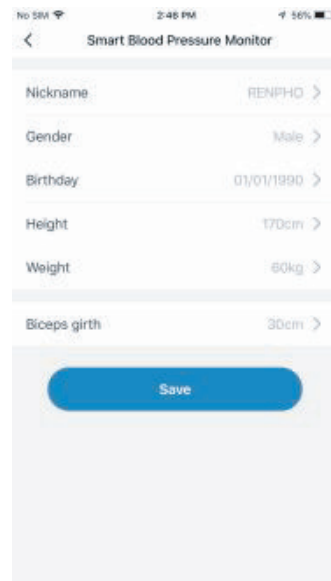 No SIM 2:46 PM 56%
Smart Blood Pressure Monitor
Nickname RENPHO
Gender Male
Birthday 01/01/1990
Height 170cm
Weight 60kg
Biceps girth 30cm
Save